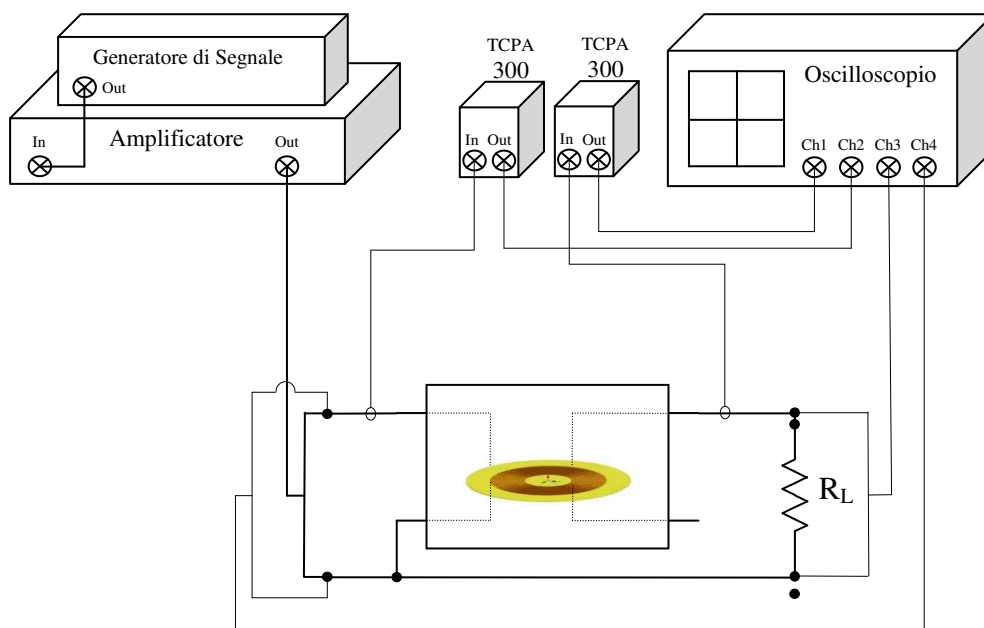 Generatore di Segnale
Out
In
Amplificatore
Out
TCPA
300
In
Out
TCPA
300
In
Out
Oscilloscopio
Ch1
Ch2
Ch3
Ch4
RL